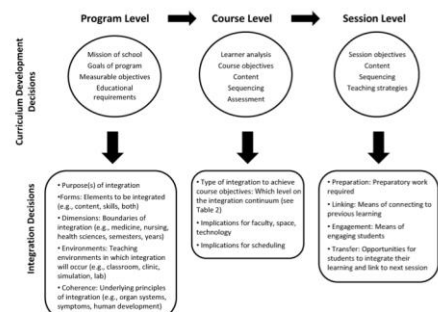 Program Level
Course Level
Session Level
Curriculum Development
Decisions
Mission of school
Goals of program
Measurable objectives
Educational
requirements
Learner analysis
Course objectives
Content
Sequencing
Assessment
Session objectives
Content
Sequencing
Teaching strategies
Integration Decisions
• Purpose(s) of integration
• Forms: Elements to be integrated
(e.g., content, skills, both)
• Dimensions: Boundaries of
integration (e.g., medicine, nursing,
health sciences, semesters, years)
• Environments: Teaching
environments in which integration
will occur (e.g., classroom, clinic,
simulation, lab)
• Coherence: Underlying principles
of integration (e.g., organ systems,
symptoms, human development)
• Type of integration to achieve
course objectives: Which level on
the integration continuum (see
Table 2)
• Implications for faculty, space,
technology
• Implications for scheduling
• Preparation: Preparatory work
required
• Linking: Means of connecting to
previous learning
• Engagement: Means of
engaging students
• Transfer: Opportunities for
students to integrate their
learning and link to next session